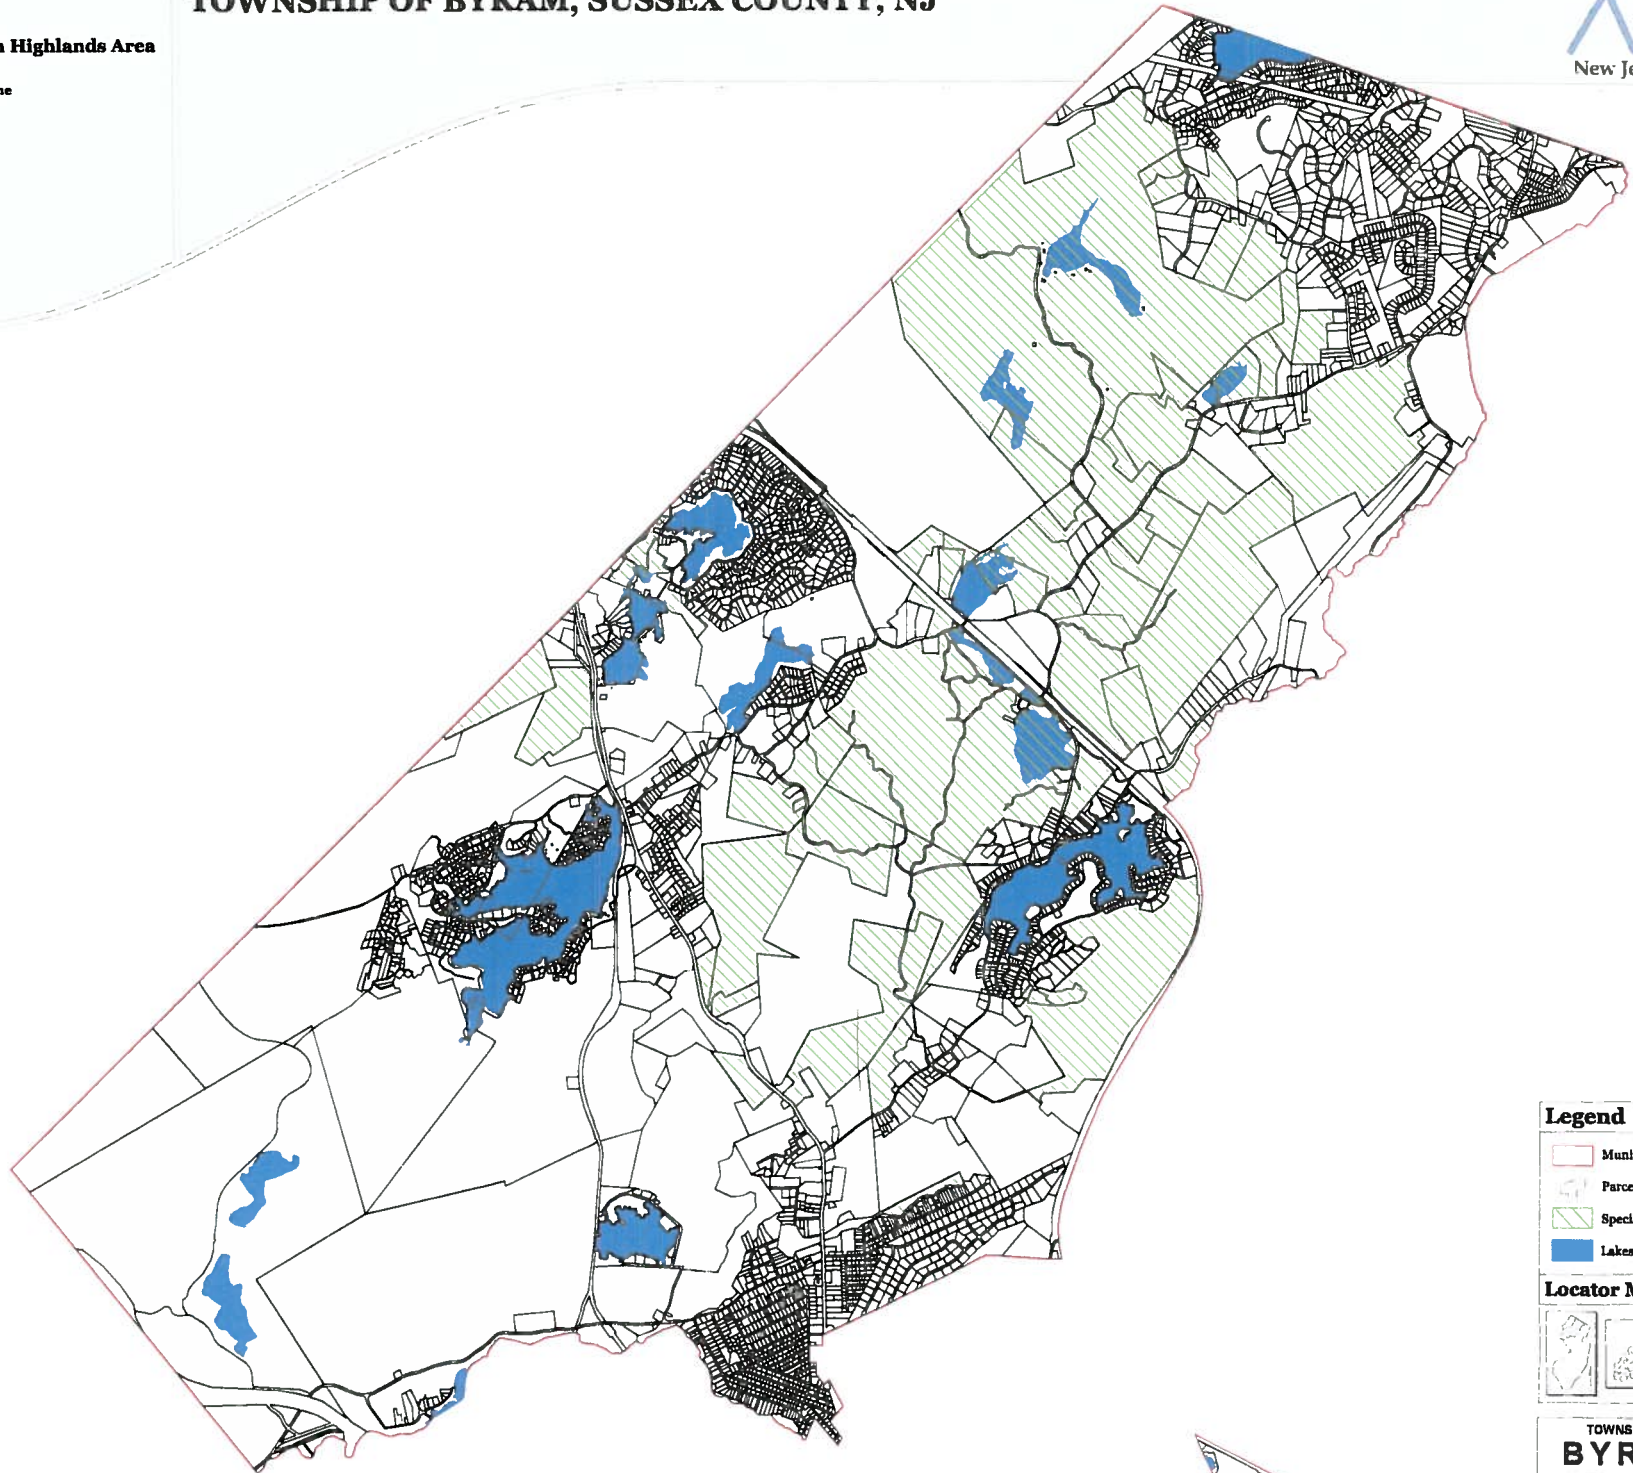 TOWNSHIP OF BYRAM, SUSSEX COUNTY, NJ
Highlands Area
New Je
Legend
Muni
Parce
Speci
Lakes
Locator M
TOWNS
BYR